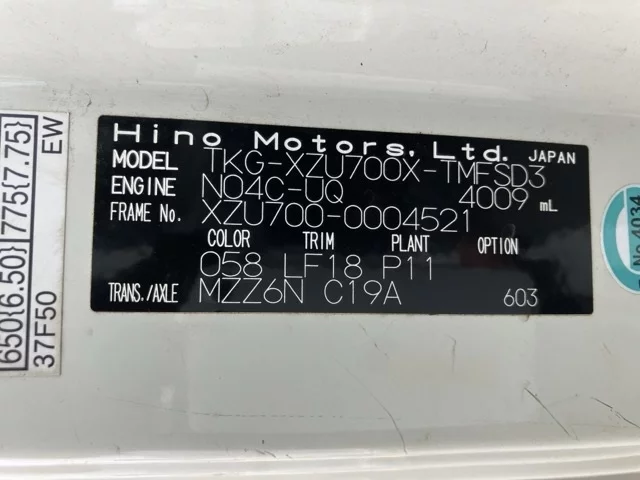 Hino Motors, Ltd. JAPAN
MODEL TKG-XZU700X-TMFSD3
ENGINE N04C-UQ 4009 mL
FRAME No. XZU700-0004521
COLOR TRIM PLANT OPTION
058 LF18 P11
TRANS./AXLE MZZ6N C19A 603
650{6.50} 775{7.75}
37F50 EW
No. 4034